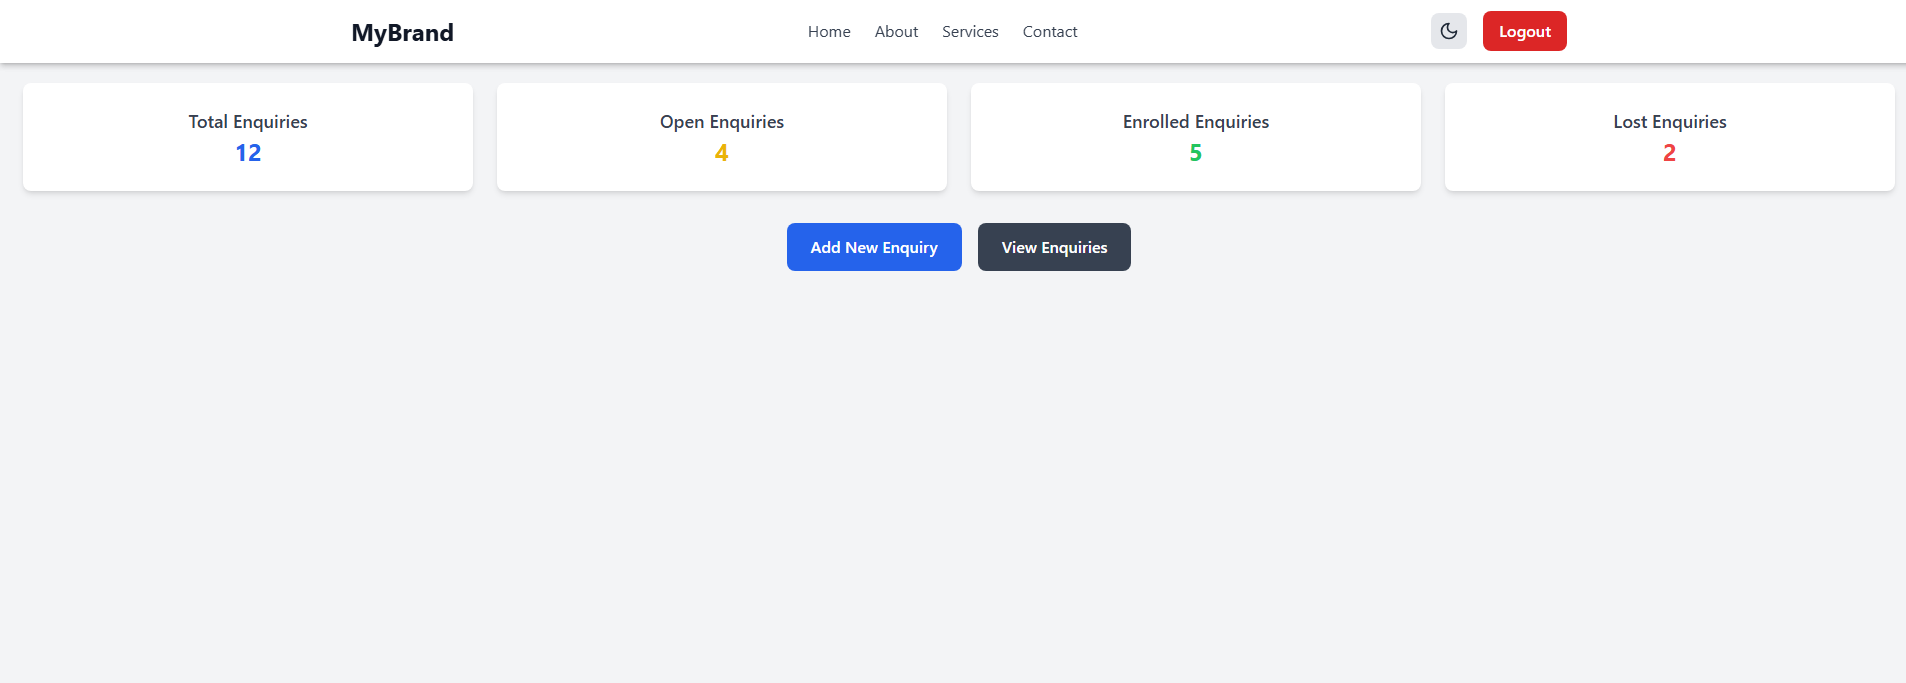 MyBrand
Home About Services Contact
Logout
Total Enquiries
12
Open Enquiries
4
Enrolled Enquiries
5
Lost Enquiries
2
Add New Enquiry
View Enquiries